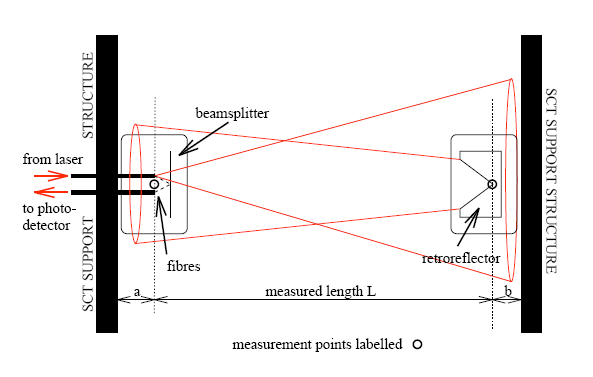 SCT SUPPORT STRUCTURE
beamsplitter
from laser
to photo-
detector
fibres
retroreflector
a
measured length L
b
SCT SUPPORT STRUCTURE
measurement points labelled